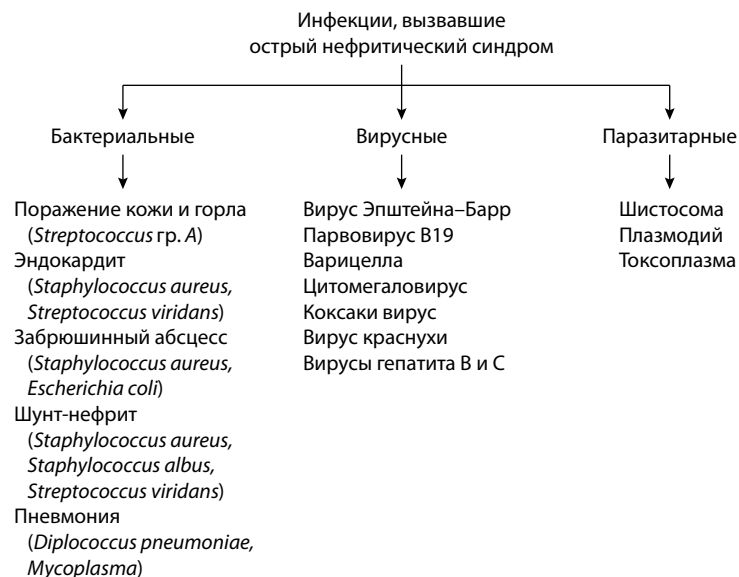 Инфекции, вызвавшие
острый нефритический синдром
Бактериальные
Вирусные
Паразитарные
Поражение кожи и горла
(Streptococcus гр. А)
Эндокардит
(Staphylococcus aureus,
Streptococcus viridans)
Забрюшинный абсцесс
(Staphylococcus aureus,
Escherichia coli)
Шунт-нефрит
(Staphylococcus aureus,
Staphylococcus albus,
Streptococcus viridans)
Пневмония
(Diplococcus pneumoniae,
Mycoplasma)
Вирус Эпштейна–Барр
Парвовирус В19
Варицелла
Цитомегаловирус
Коксаки вирус
Вирус краснухи
Вирусы гепатита В и С
Шистосома
Плазмодий
Токсоплазма